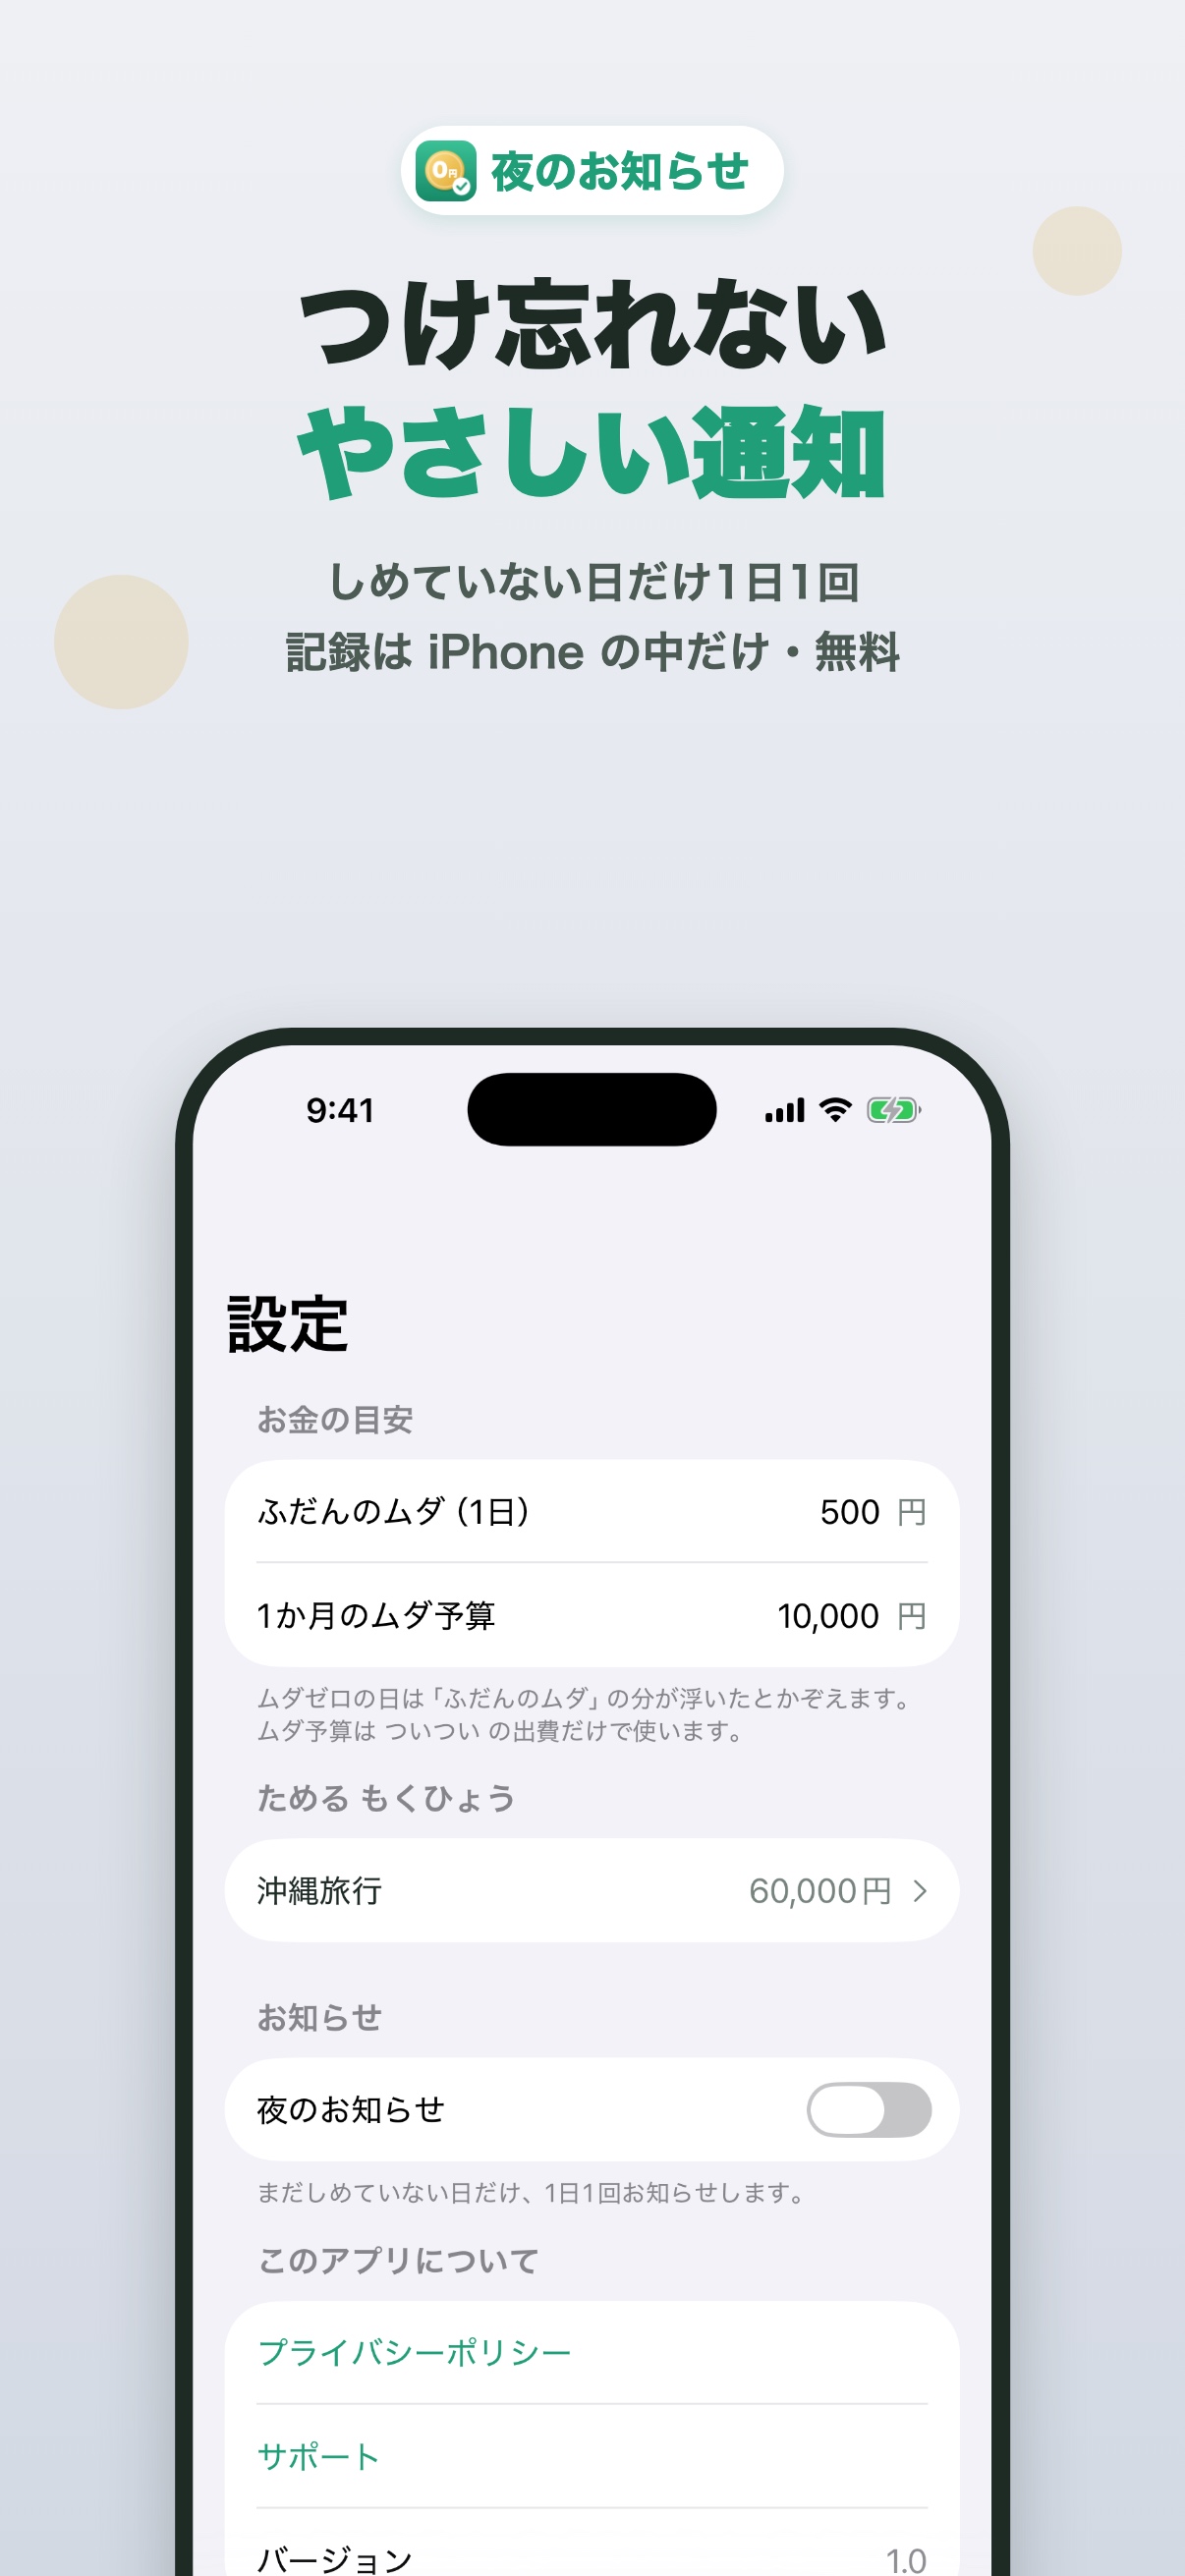 0円
夜のお知らせ
つけ忘れない
やさしい通知
しめていない日だけ1日1回
記録は iPhone の中だけ・無料
9:41
設定
お金の目安
ふだんのムダ（1日） 500 円
1か月のムダ予算 10,000 円
ムダゼロの日は「ふだんのムダ」の分が浮いたとかぞえます。
ムダ予算は ついつい の出費だけで使います。
ためる もくひょう
沖縄旅行 60,000円
お知らせ
夜のお知らせ
まだしめていない日だけ、1日1回お知らせします。
このアプリについて
プライバシーポリシー
サポート
バージョン 1.0